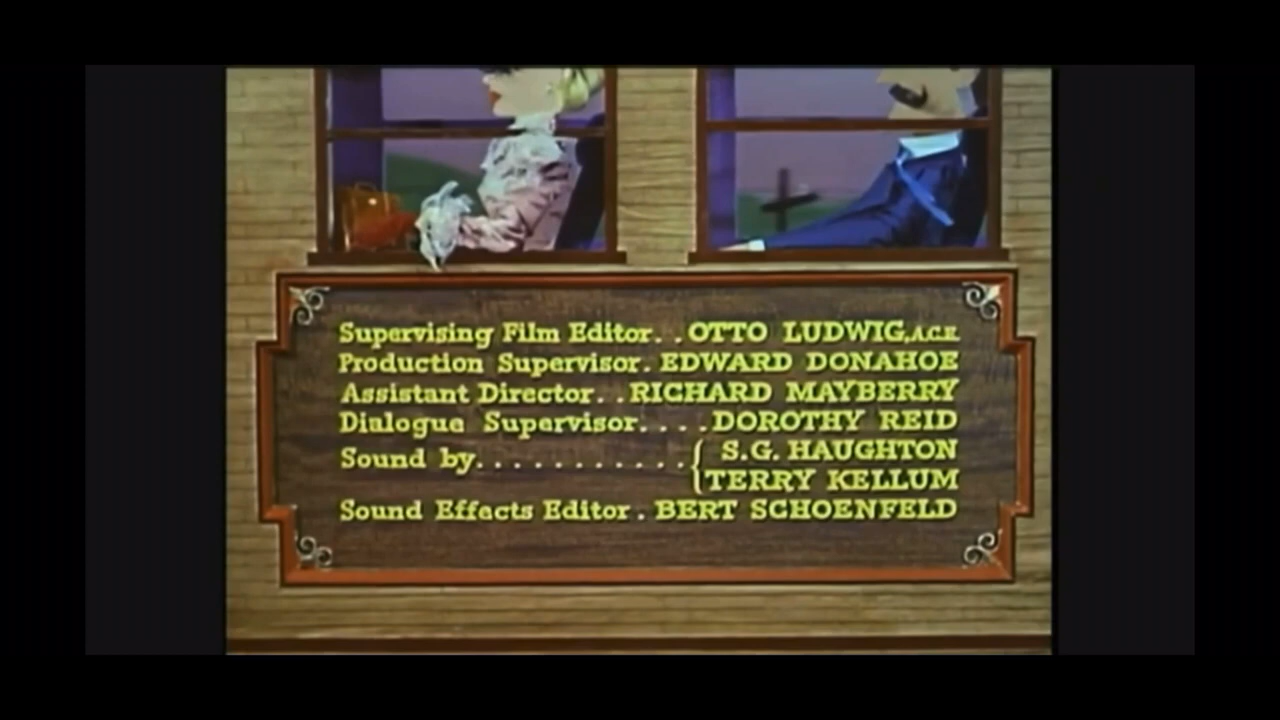 Supervising Film Editor. . OTTO LUDWIG, A.C.E.
Production Supervisor. EDWARD DONAHOE
Assistant Director. . RICHARD MAYBERRY
Dialogue Supervisor. . . . DOROTHY REID
Sound by. . . . . . . . . . . { S.G. HAUGHTON
TERRY KELLUM
Sound Effects Editor . BERT SCHOENFELD